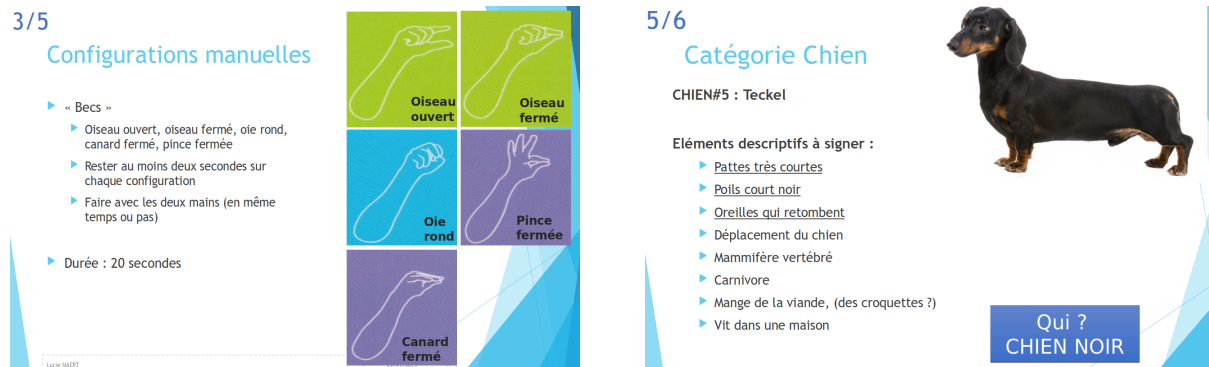 3/5
Configurations manuelles
« Becs »
Oiseau ouvert, oiseau fermé, oie rond,
canard fermé, pince fermée
Rester au moins deux secondes sur
chaque configuration
Faire avec les deux mains (en même
temps ou pas)
Durée : 20 secondes
Oiseau
ouvert
Oiseau
fermé
Oie
rond
Pince
fermée
Canard
fermé
Lucie NAERT
5/6
Catégorie Chien
CHIEN#5 : Teckel
Eléments descriptifs à signer :
Pattes très courtes
Poils court noir
Oreilles qui retombent
Déplacement du chien
Mammifère vertébré
Carnivore
Mange de la viande, (des croquettes ?)
Vit dans une maison
Qui ?
CHIEN NOIR